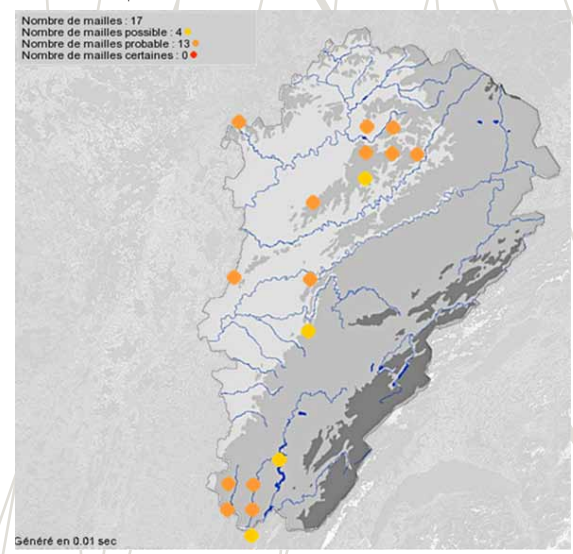 Nombre de mailles : 17
Nombre de mailles possible : 4
Nombre de mailles probable : 13
Nombre de mailles certaines : 0
Généré en 0.01 sec